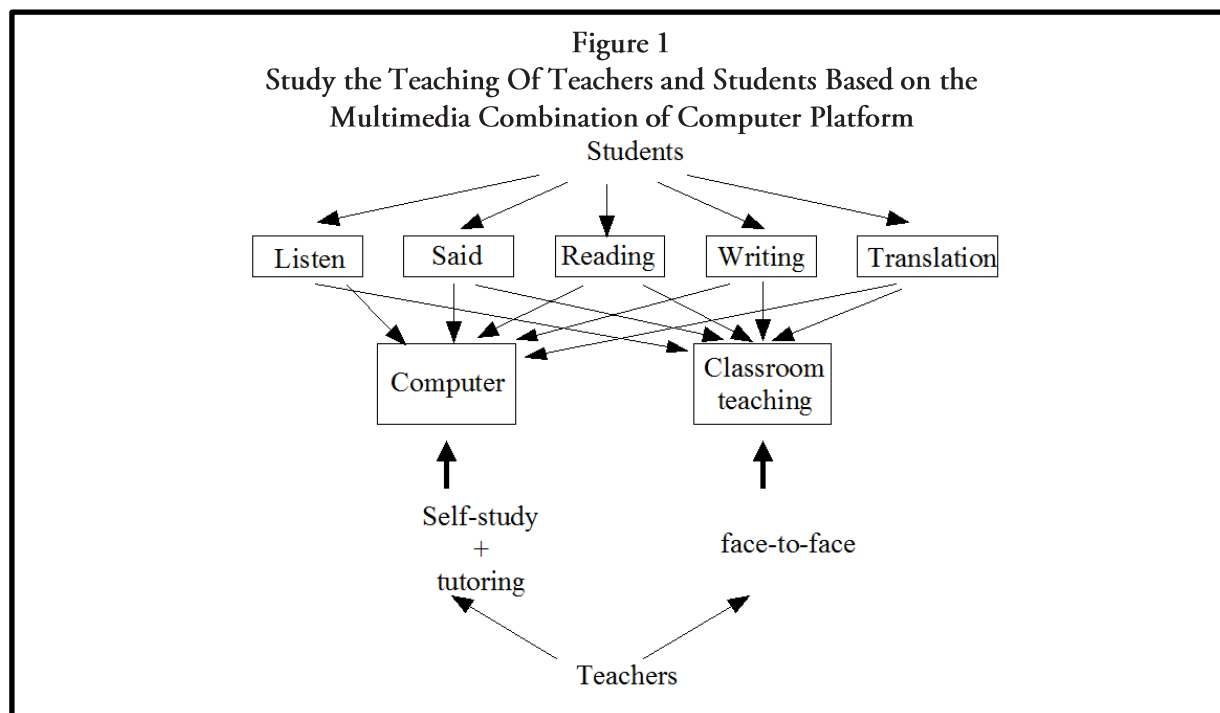 Figure 1
Study the Teaching Of Teachers and Students Based on the
Multimedia Combination of Computer Platform
Students
Listen
Said
Reading
Writing
Translation
Computer
Classroom
teaching
Self-study
+
tutoring
face-to-face
Teachers